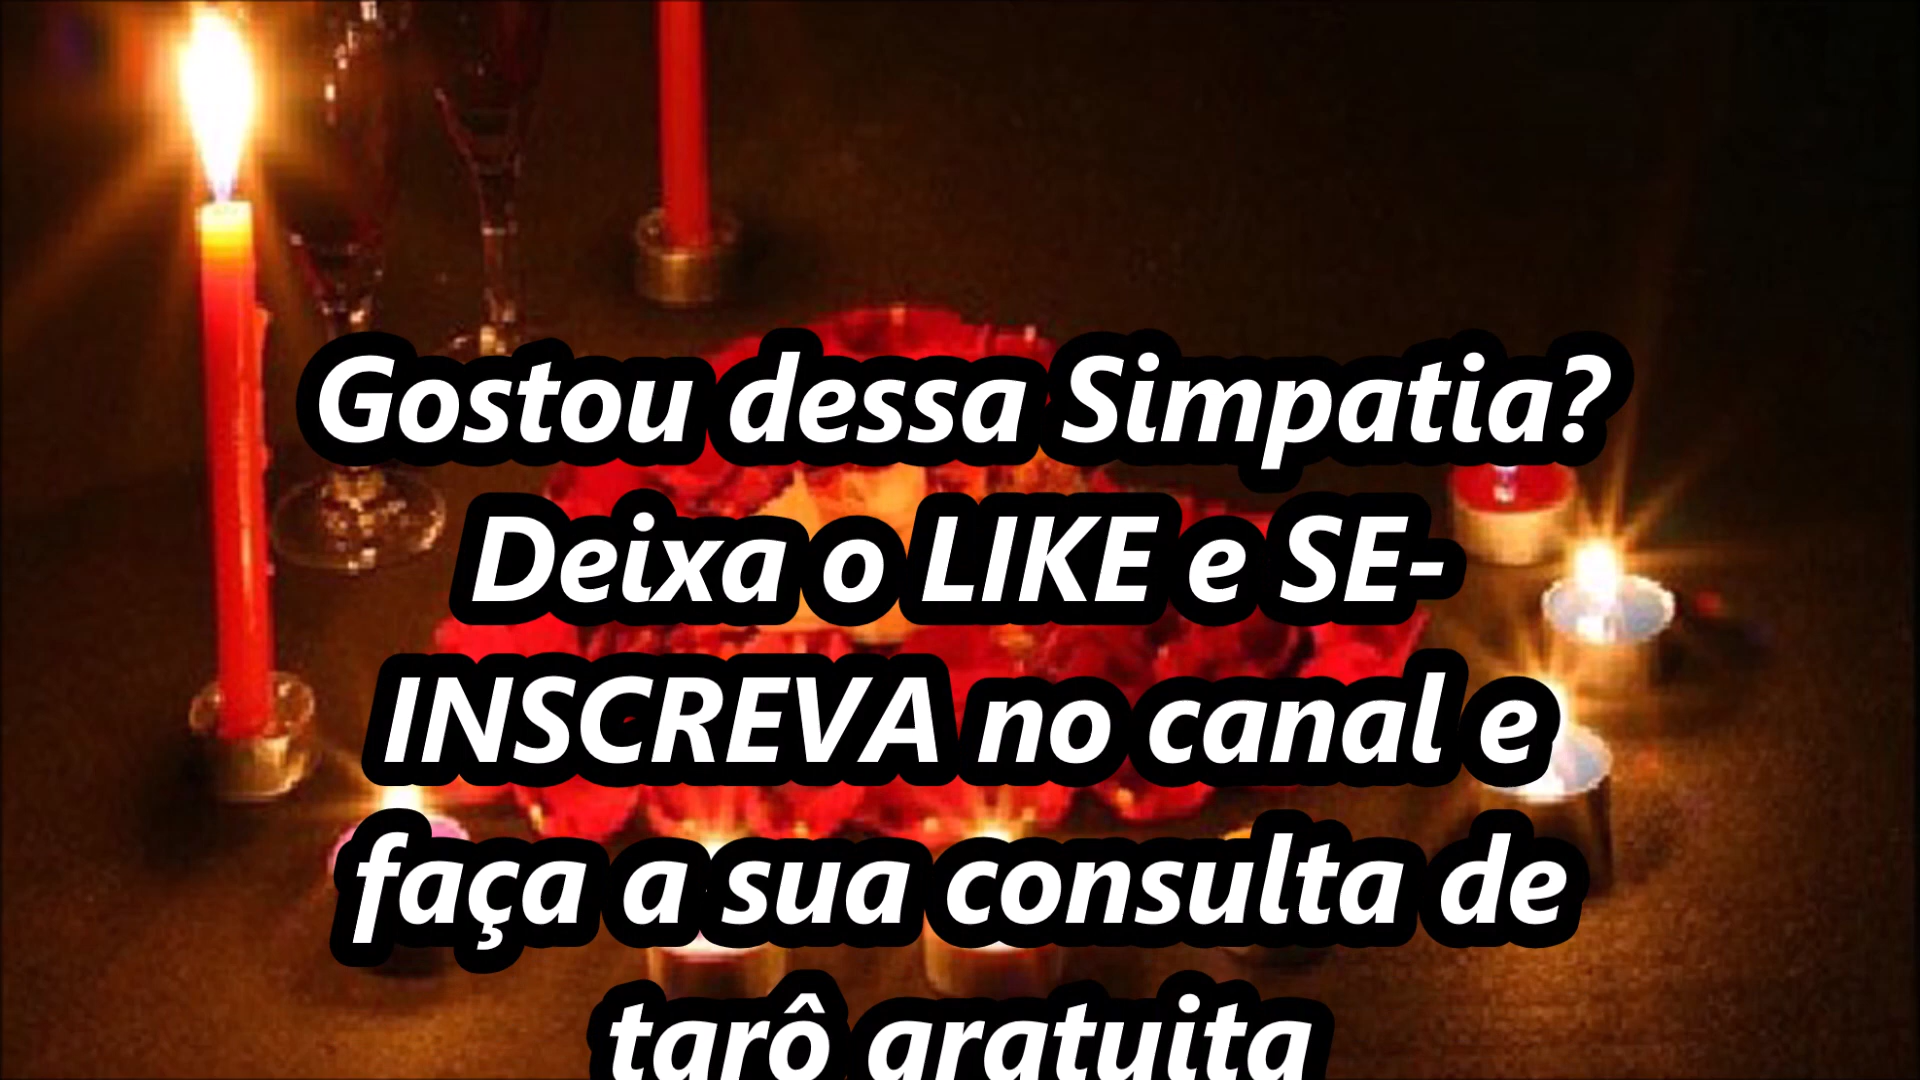 Gostou dessa Simpatia?
Deixa o LIKE e SE-
INSCREVA no canal e
faça a sua consulta de
tarô gratuita